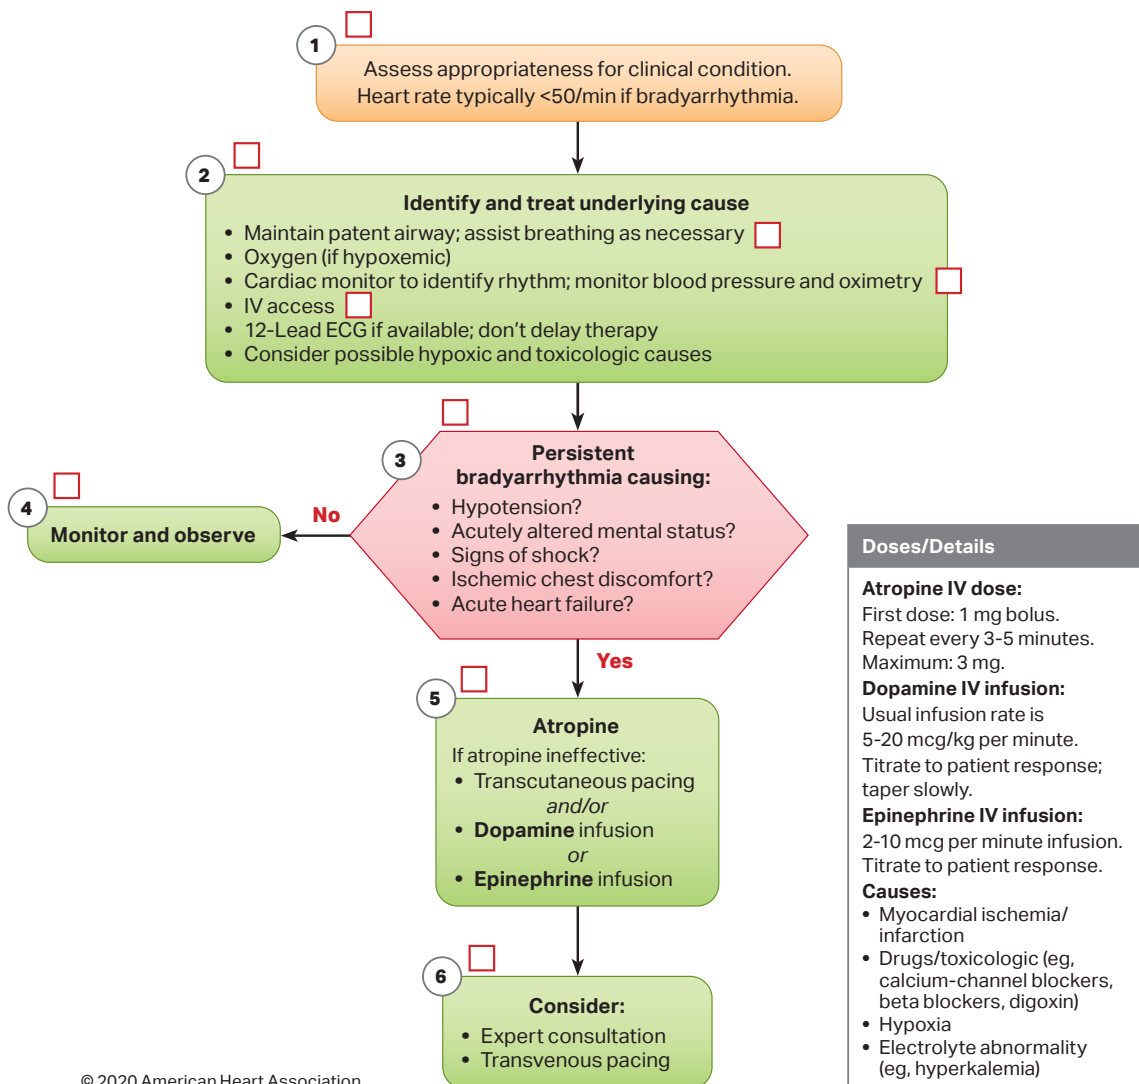 1
Assess appropriateness for clinical condition.
Heart rate typically <50/min if bradyarrhythmia.
2
Identify and treat underlying cause
• Maintain patent airway; assist breathing as necessary
• Oxygen (if hypoxemic)
• Cardiac monitor to identify rhythm; monitor blood pressure and oximetry
• IV access
• 12-Lead ECG if available; don’t delay therapy
• Consider possible hypoxic and toxicologic causes
3
Persistent
bradyarrhythmia causing:
• Hypotension?
• Acutely altered mental status?
• Signs of shock?
• Ischemic chest discomfort?
• Acute heart failure?
No
4
Monitor and observe
Yes
5
Atropine
If atropine ineffective:
• Transcutaneous pacing
and/or
• Dopamine infusion
or
• Epinephrine infusion
6
Consider:
• Expert consultation
• Transvenous pacing
Doses/Details
Atropine IV dose:
First dose: 1 mg bolus.
Repeat every 3-5 minutes.
Maximum: 3 mg.
Dopamine IV infusion:
Usual infusion rate is
5-20 mcg/kg per minute.
Titrate to patient response;
taper slowly.
Epinephrine IV infusion:
2-10 mcg per minute infusion.
Titrate to patient response.
Causes:
• Myocardial ischemia/
infarction
• Drugs/toxicologic (eg,
calcium-channel blockers,
beta blockers, digoxin)
• Hypoxia
• Electrolyte abnormality
(eg, hyperkalemia)
© 2020 American Heart Association